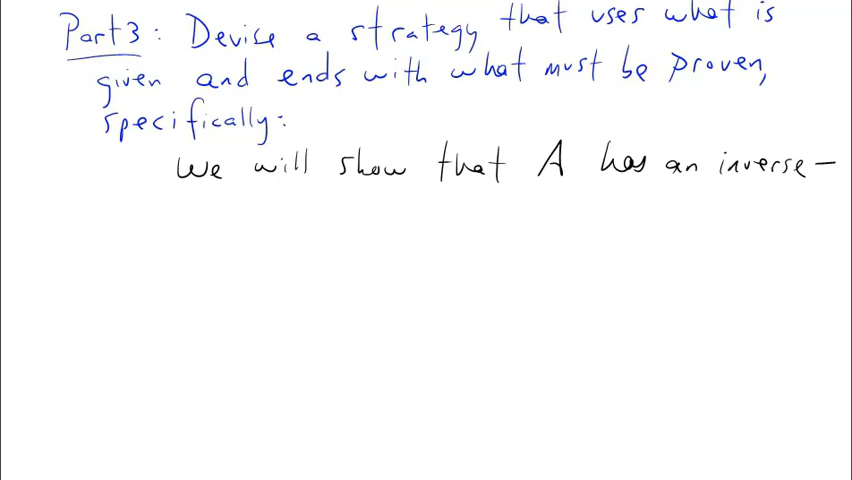 Part 3: Devise a strategy that uses what is
given and ends with what must be proven,
specifically:
We will show that A has an inverse –